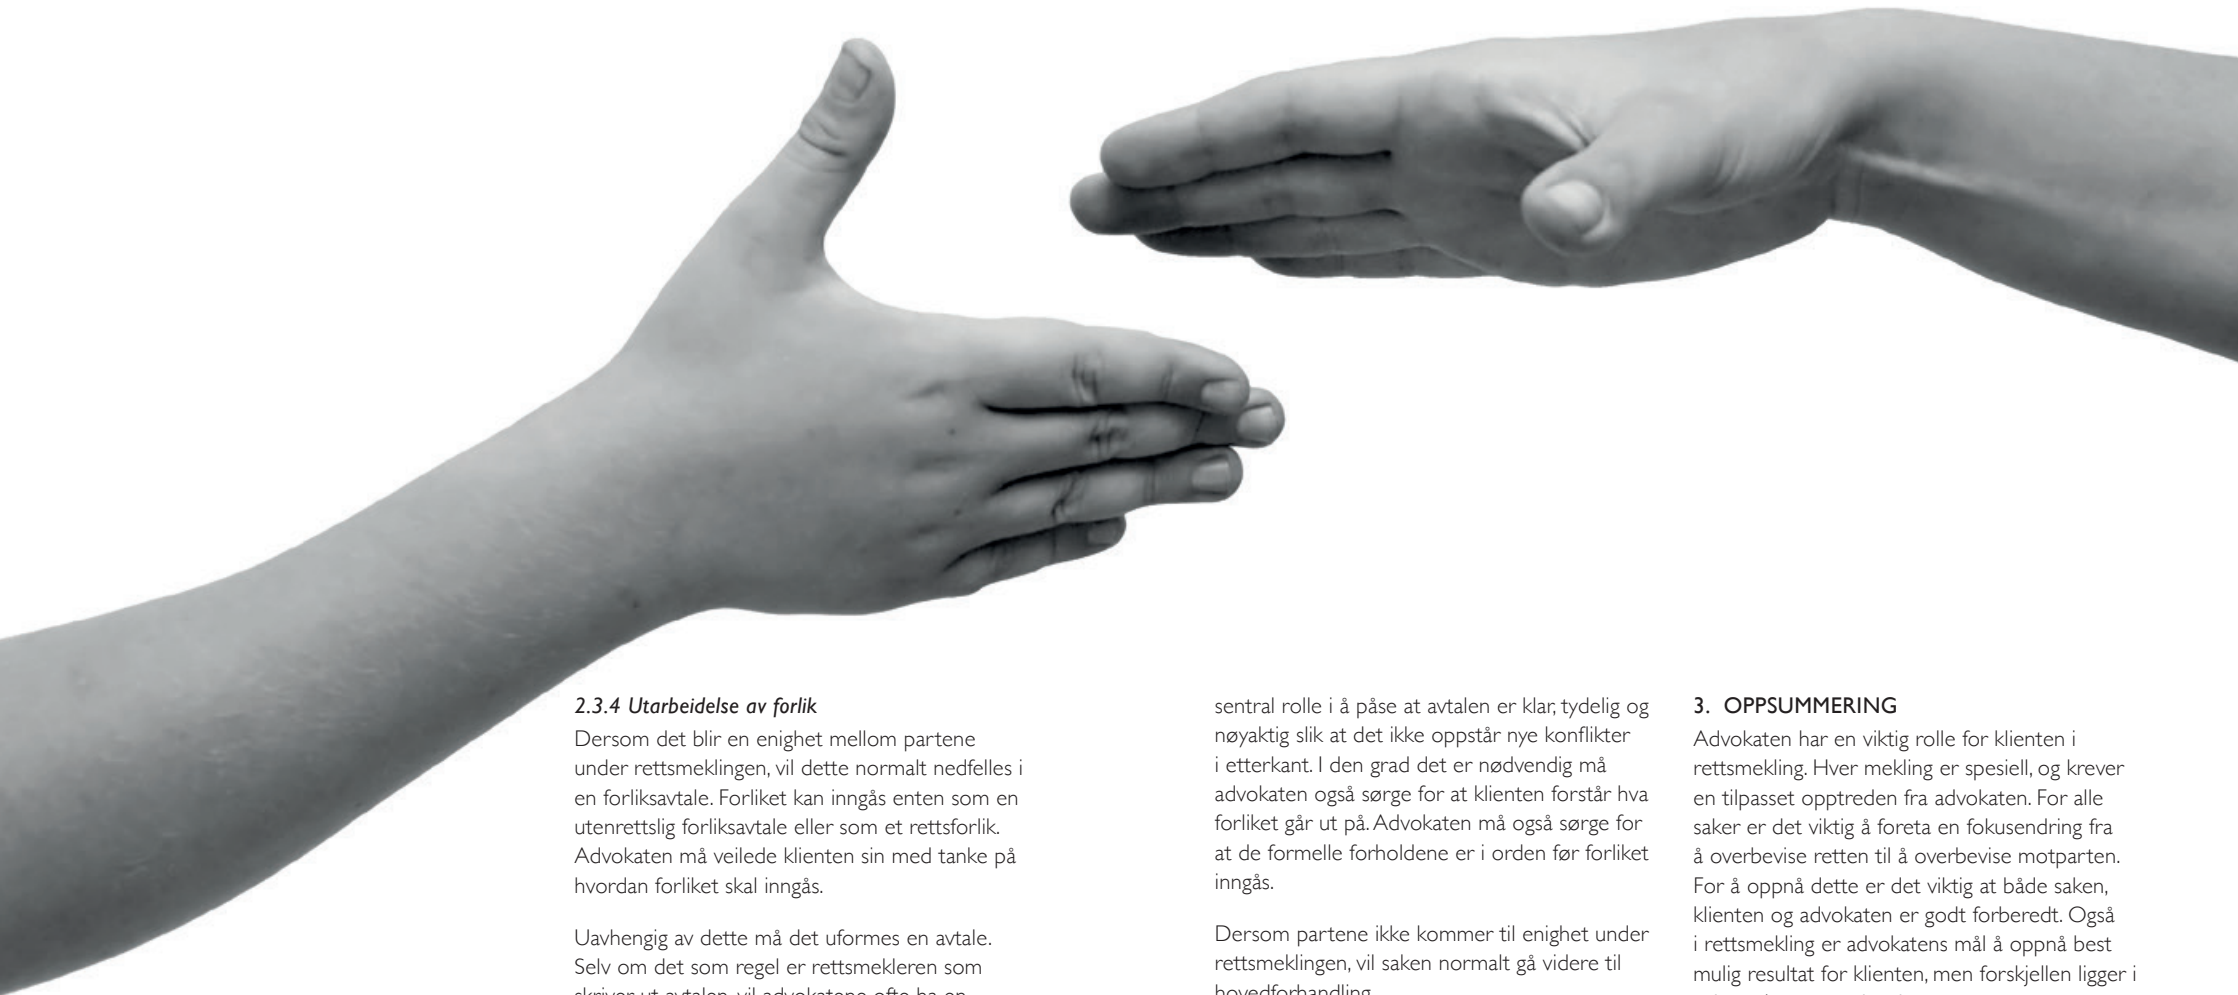 2.3.4 Utarbeidelse av forlik
Dersom det blir en enighet mellom partene
under rettsmeklingen, vil dette normalt nedfelles i
en forliksavtale. Forliket kan inngås enten som en
utenrettslig forliksavtale eller som et rettsforlik.
Advokaten må veilede klienten sin med tanke på
hvordan forliket skal inngås.
Uavhengig av dette må det uformes en avtale.
Selv om det som regel er rettsmekleren som
skriver ut avtalen, vil advokatene ofte ha en
sentral rolle i å påse at avtalen er klar, tydelig og
nøyaktig slik at det ikke oppstår nye konflikter
i etterkant. I den grad det er nødvendig må
advokaten også sørge for at klienten forstår hva
forliket går ut på. Advokaten må også sørge for
at de formelle forholdene er i orden før forliket
inngås.
Dersom partene ikke kommer til enighet under
rettsmeklingen, vil saken normalt gå videre til
hovedforhandling.
3. OPPSUMMERING
Advokaten har en viktig rolle for klienten i
rettsmekling. Hver mekling er spesiell, og krever
en tilpasset opptreden fra advokaten. For alle
saker er det viktig å foreta en fokusendring fra
å overbevise retten til å overbevise motparten.
For å oppnå dette er det viktig at både saken,
klienten og advokaten er godt forberedt. Også
i rettsmekling er advokatens mål å oppnå best
mulig resultat for klienten, men forskjellen ligger i